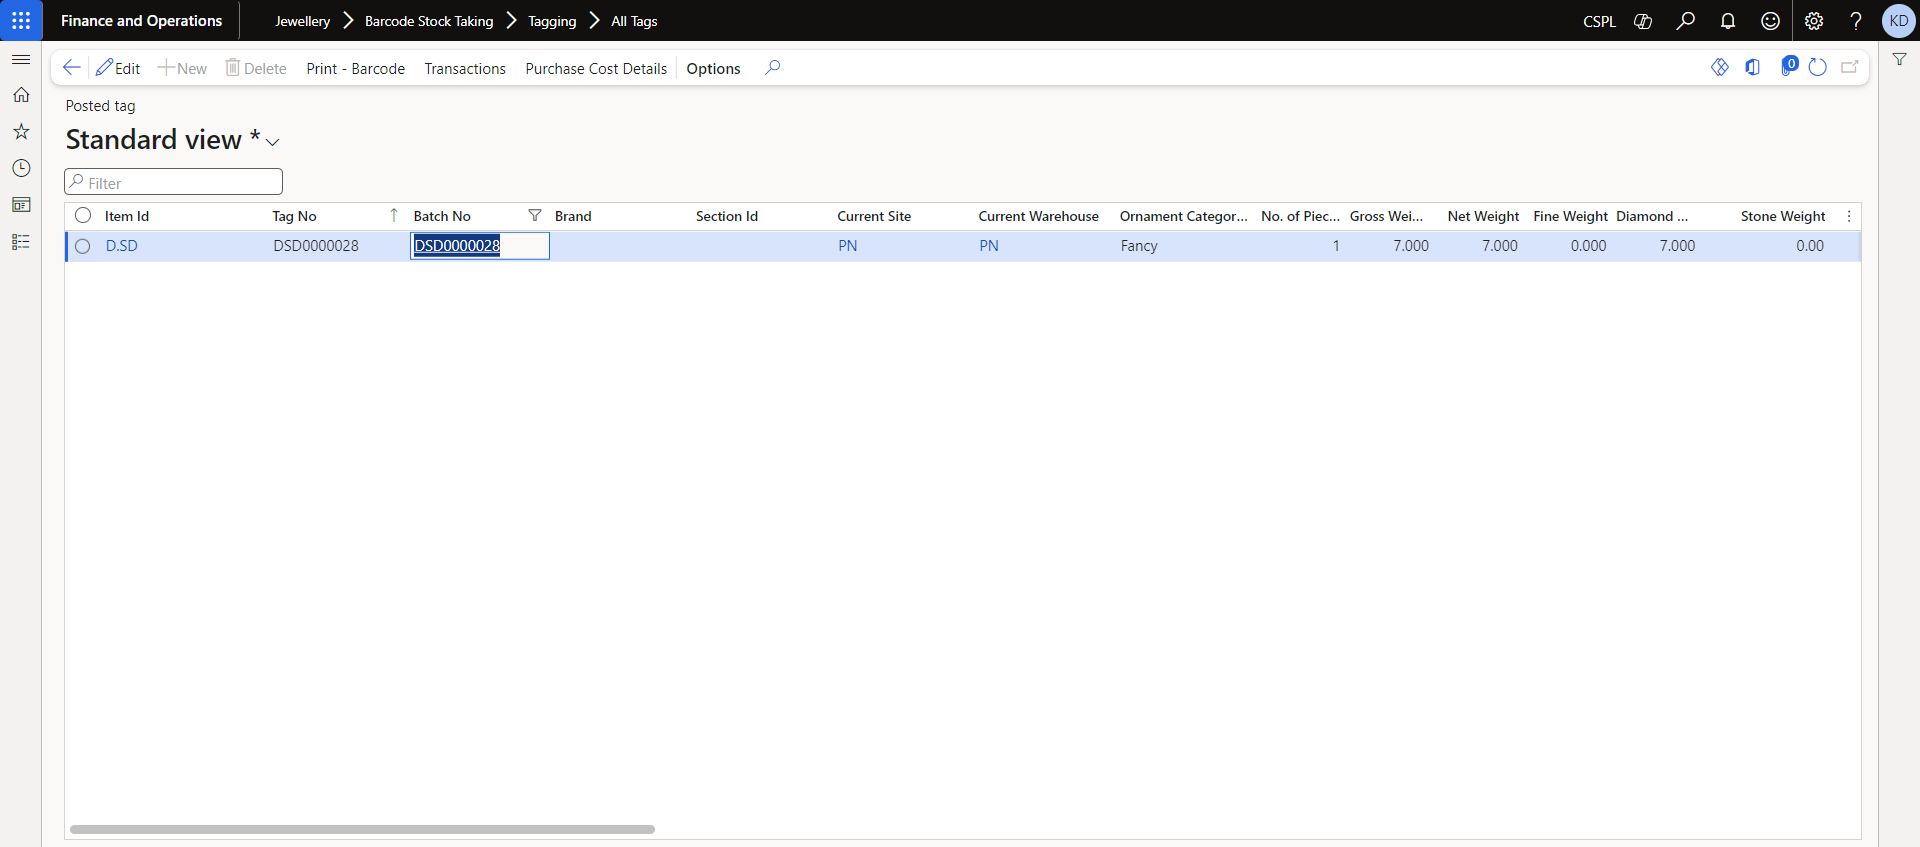 Finance and Operations Jewellery Barcode Stock Taking Tagging All Tags CSPL ? KD
Edit New Delete Print - Barcode Transactions Purchase Cost Details Options 0
Posted tag
Standard view *
Filter
Item Id Tag No Batch No Brand Section Id Current Site Current Warehouse Ornament Categor... No. of Piec... Gross Wei... Net Weight Fine Weight Diamond ... Stone Weight
D.SD DSD0000028 DSD0000028 PN PN Fancy 1 7.000 7.000 0.000 7.000 0.00